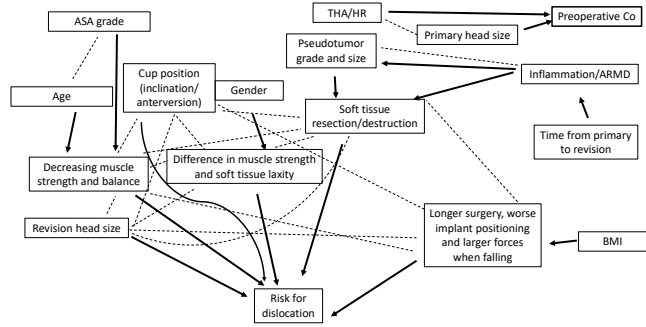 ASA grade
THA/HR
Preoperative Co
Primary head size
Pseudotumor
grade and size
Cup position
(inclination/
anterversion)
Gender
Inflammation/ARMD
Age
Soft tissue
resection/destruction
Time from primary
to revision
Decreasing muscle
strength and balance
Difference in muscle strength
and soft tissue laxity
Revision head size
Longer surgery, worse
implant positioning
and larger forces
when falling
BMI
Risk for
dislocation